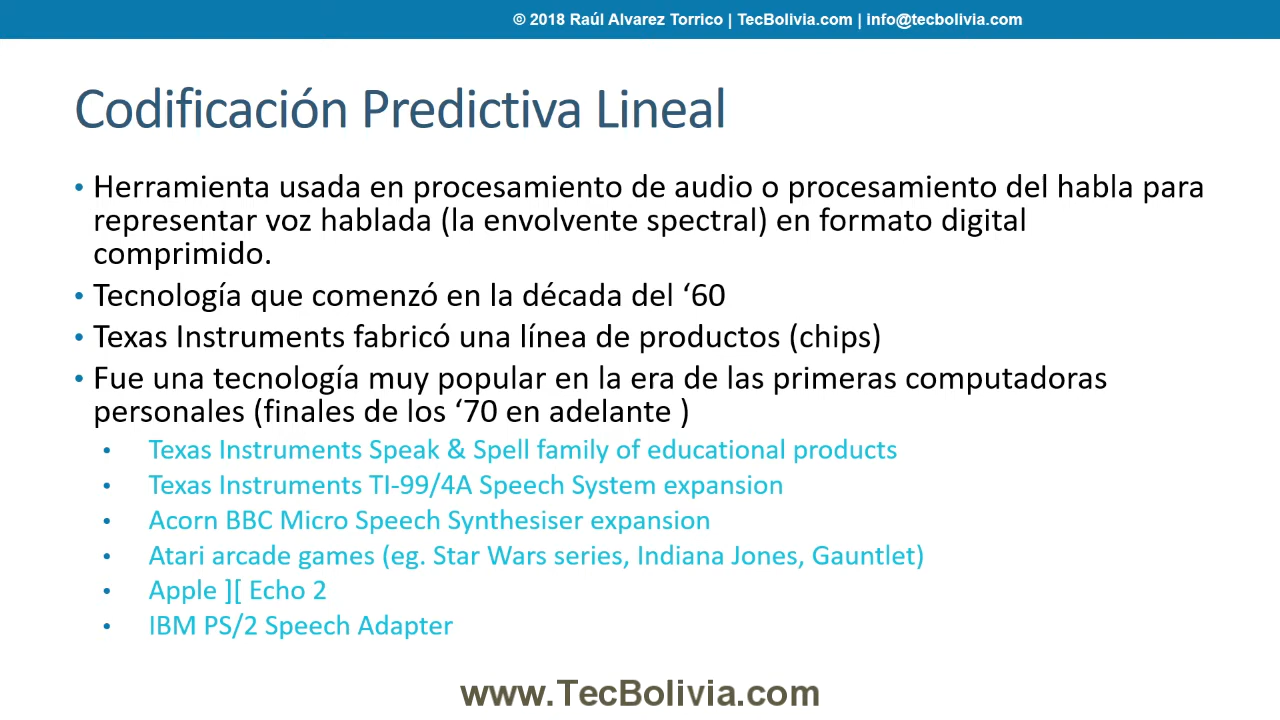 © 2018 Raúl Alvarez Torrico | TecBolivia.com | info@tecbolivia.com
Codificación Predictiva Lineal
• Herramienta usada en procesamiento de audio o procesamiento del habla para
representar voz hablada (la envolvente spectral) en formato digital
comprimido.
• Tecnología que comenzó en la década del ‘60
• Texas Instruments fabricó una línea de productos (chips)
• Fue una tecnología muy popular en la era de las primeras computadoras
personales (finales de los ‘70 en adelante )
• Texas Instruments Speak & Spell family of educational products
• Texas Instruments TI-99/4A Speech System expansion
• Acorn BBC Micro Speech Synthesiser expansion
• Atari arcade games (eg. Star Wars series, Indiana Jones, Gauntlet)
• Apple ][ Echo 2
• IBM PS/2 Speech Adapter
www.TecBolivia.com